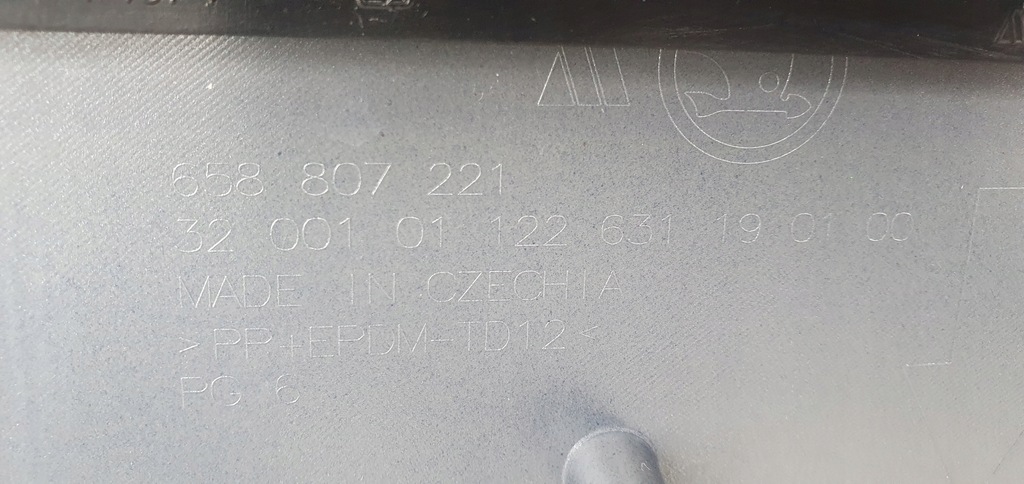 658 807 221
32 001 01 122 631 19 01 00
MADE IN CZECHIA
>PP+EPDM-TD12<
PG 6